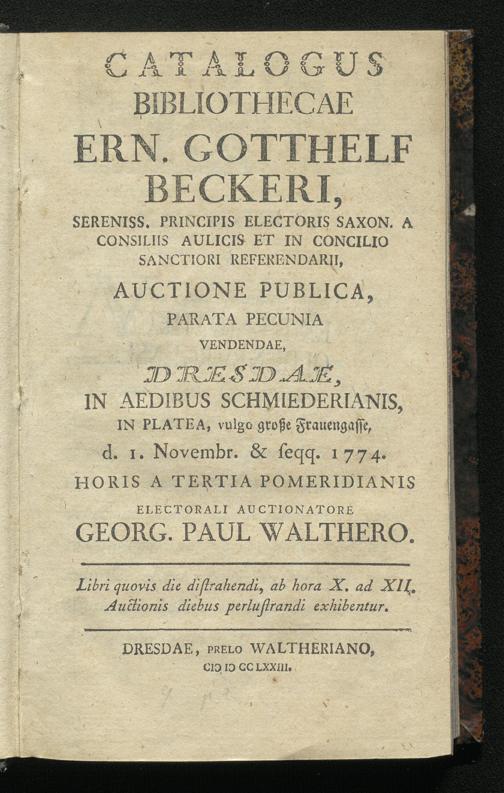 CATALOGUS
BIBLIOTHECAE
ERN. GOTTHELF
BECKERI,
SERENISS. PRINCIPIS ELECTORIS SAXON. A
CONSILIIS AULICIS ET IN CONCILIO
SANCTIORI REFERENDARII,
AUCTIONE PUBLICA,
PARATA PECUNIA
VENDENDAE,
DRESDAE,
IN AEDIBUS SCHMIEDERIANIS,
IN PLATEA, vulgo große Frauengaſſe,
d. 1. Novembr. & ſeqq. 1774.
HORIS A TERTIA POMERIDIANIS
ELECTORALI AUCTIONATORE
GEORG. PAUL WALTHERO.
Libri quovis die diſtrahendi, ab hora X. ad XII.
Auctionis diebus perluſtrandi exhibentur.
DRESDAE, PRELO WALTHERIANO,
CIↃ IↃ CC LXXIII.